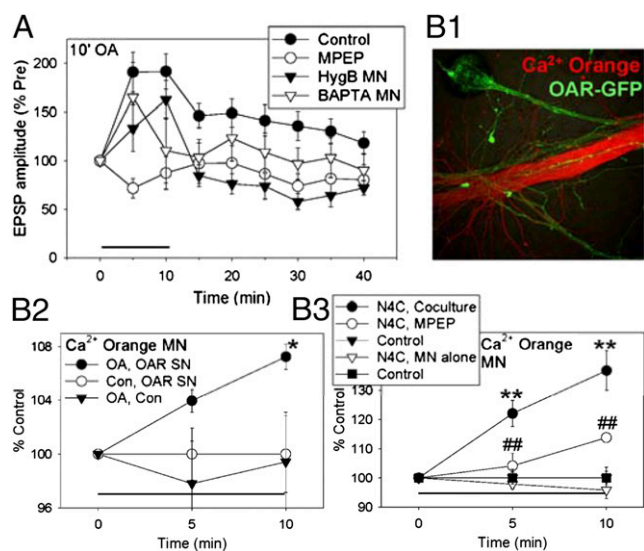 A
10' OA
Control
MPEP
HygB MN
BAPTA MN
EPSP amplitude (% Pre)
200
150
100
50
0
0 10 20 30 40
Time (min)
B1
Ca2+ Orange
OAR-GFP
B2
Ca2+ Orange MN
OA, OAR SN
Con, OAR SN
OA, Con
*
% Control
108
104
100
96
0 5 10
Time (min)
B3
N4C, Coculture
N4C, MPEP
Control
N4C, MN alone
Control
Ca2+ Orange
MN
**
**
##
##
% Control
130
120
110
100
90
0 5 10
Time (min)